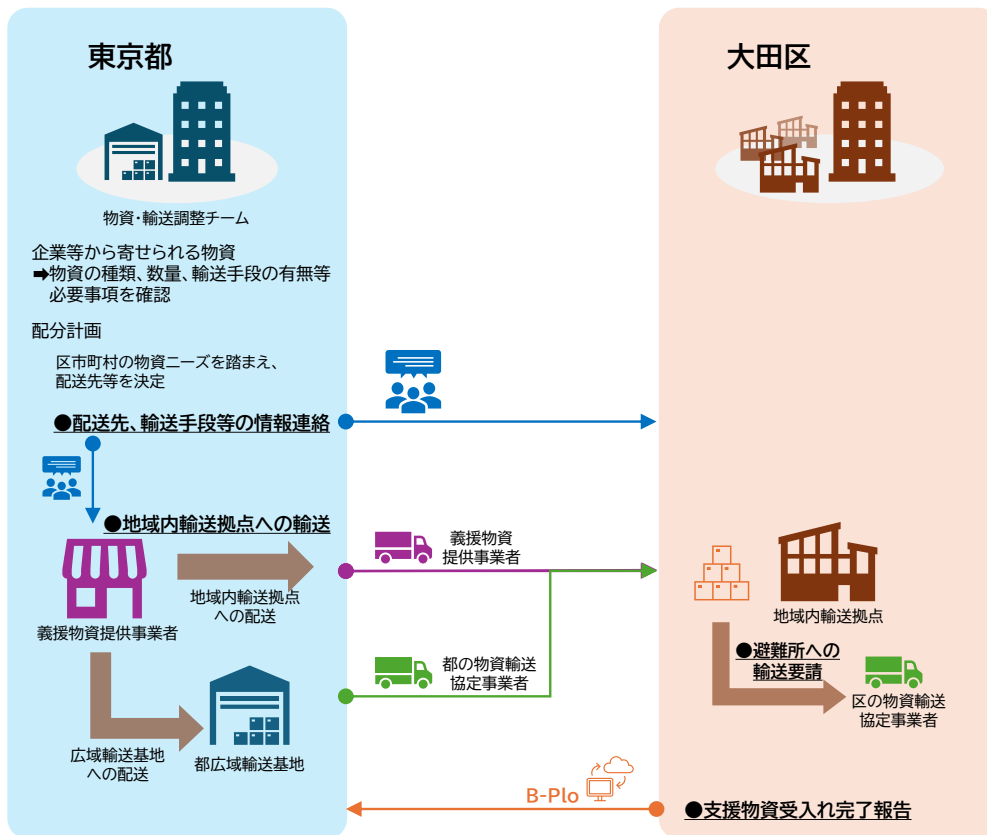 東京都
大田区
物資・輸送調整チーム
企業等から寄せられる物資
➡物資の種類、数量、輸送手段の有無等
必要事項を確認
配分計画
区市町村の物資ニーズを踏まえ、
配送先等を決定
●配送先、輸送手段等の情報連絡
●地域内輸送拠点への輸送
義援物資
提供事業者
地域内輸送拠点
への配送
義援物資提供事業者
地域内輸送拠点
●避難所への
輸送要請
都の物資輸送
協定事業者
区の物資輸送
協定事業者
広域輸送基地
への配送
都広域輸送基地
B-Plo
●支援物資受入れ完了報告